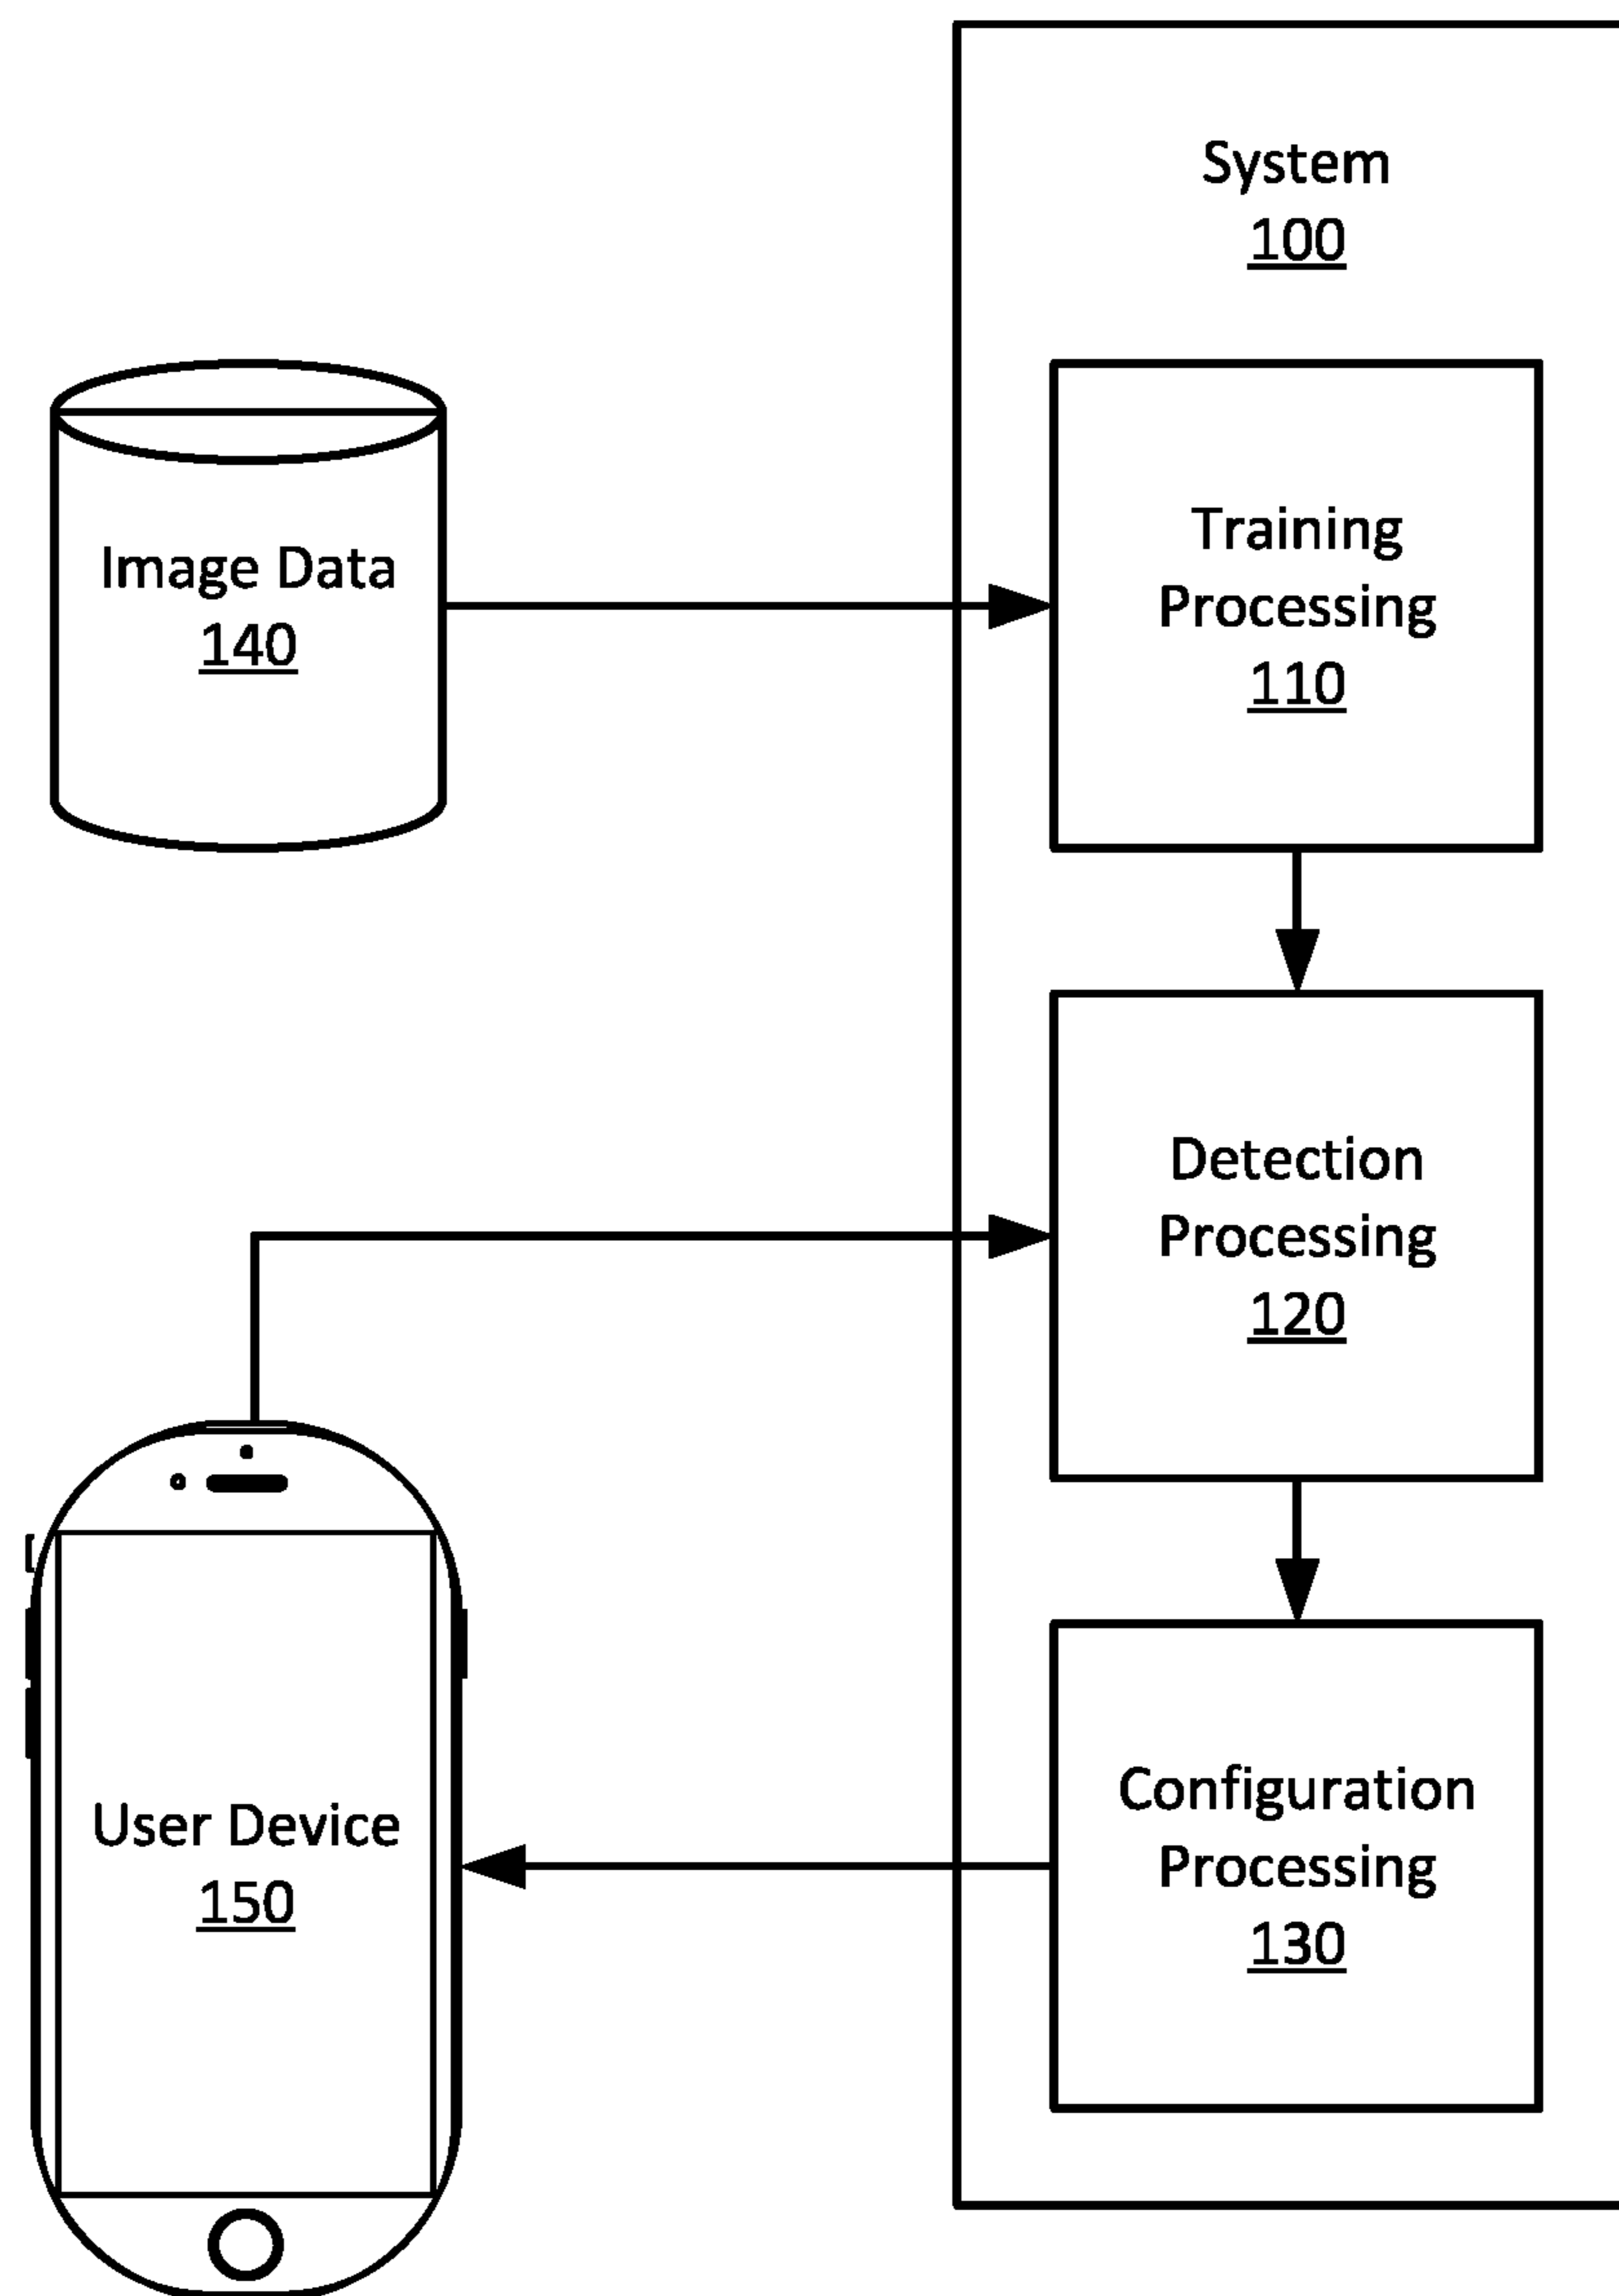 System
100
Image Data
140
Training
Processing
110
Detection
Processing
120
User Device
150
Configuration
Processing
130